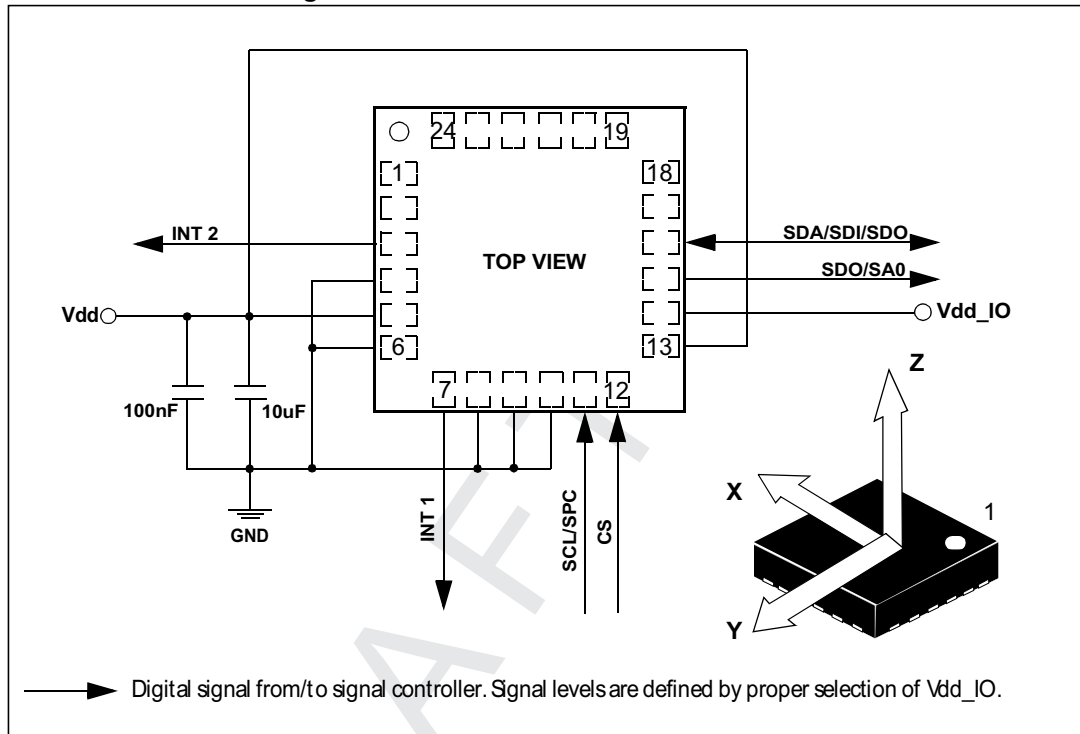 24
19
1
18
INT 2
SDA/SDI/SDO
TOP VIEW
SDO/SA0
Vdd
Vdd_IO
6
13
7
12
Z
100nF
10uF
X
1
GND
INT 1
SCL/SPC
CS
Y
A F T
Digital signal from/to signal controller. Signal levels are defined by proper selection of Vdd_IO.